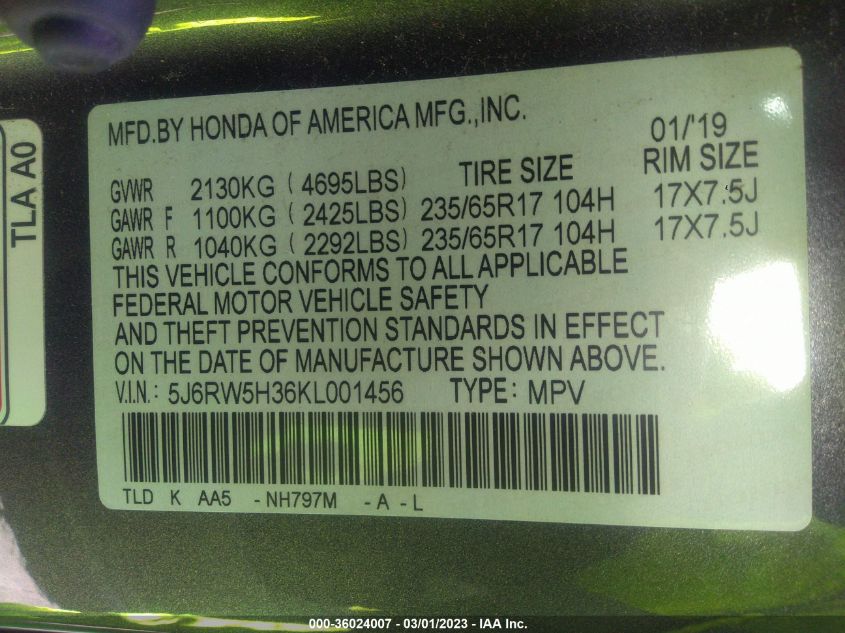 TLA A0
MFD.BY HONDA OF AMERICA MFG.,INC.
01/'19
TIRE SIZE RIM SIZE
GVWR 2130KG ( 4695LBS)
GAWR F 1100KG ( 2425LBS) 235/65R17 104H 17X7.5J
GAWR R 1040KG ( 2292LBS) 235/65R17 104H 17X7.5J
THIS VEHICLE CONFORMS TO ALL APPLICABLE
FEDERAL MOTOR VEHICLE SAFETY
AND THEFT PREVENTION STANDARDS IN EFFECT
ON THE DATE OF MANUFACTURE SHOWN ABOVE.
V.I.N.: 5J6RW5H36KL001456 TYPE: MPV
TLD K AA5 - NH797M - A - L
000-36024007 - 03/01/2023 - IAA Inc.